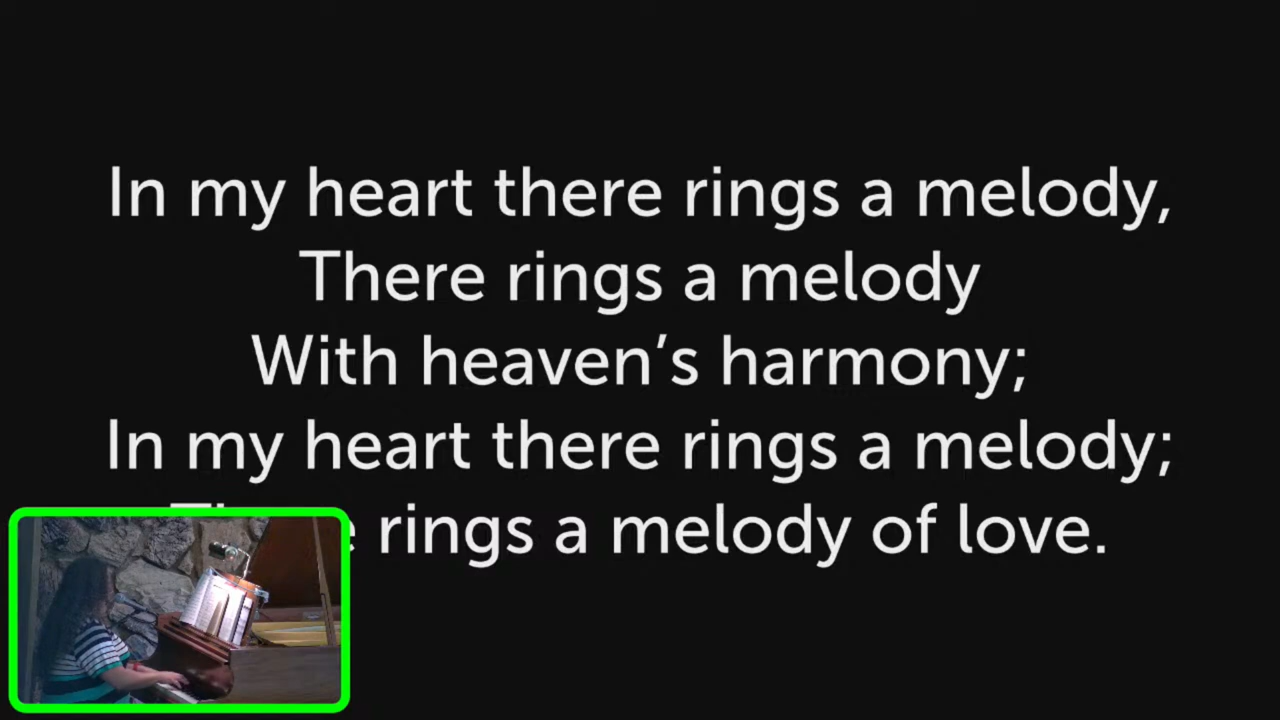 In my heart there rings a melody,
There rings a melody
With heaven’s harmony;
In my heart there rings a melody;
rings a melody of love.